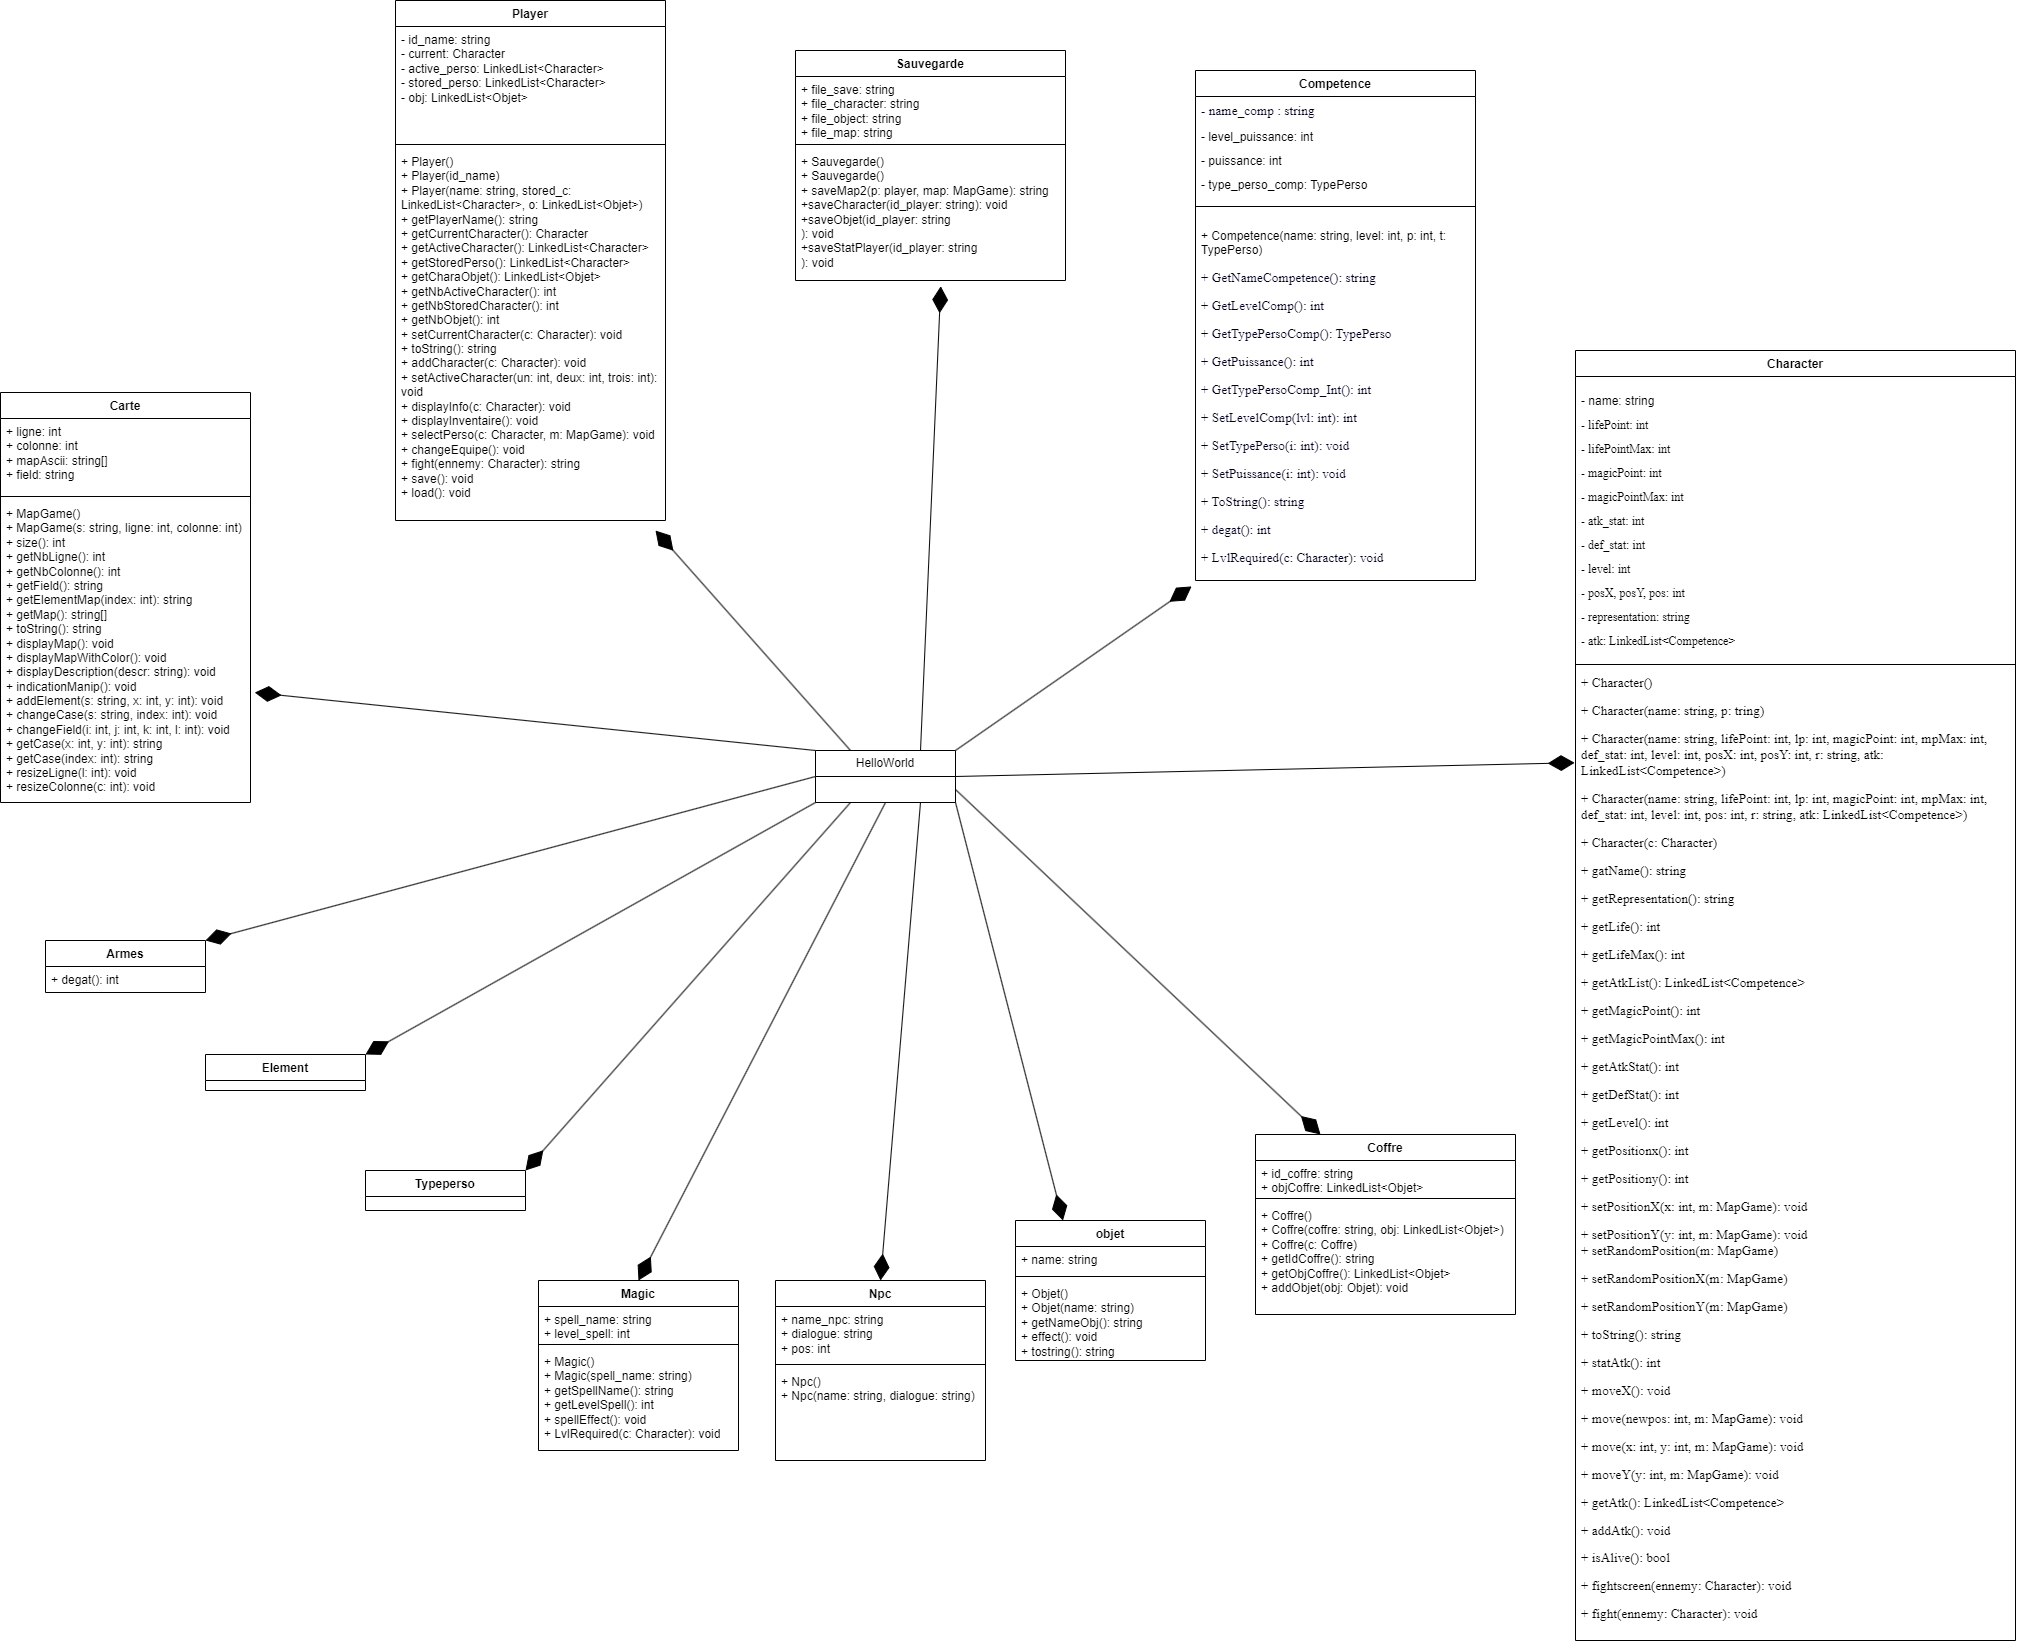 Player
- id_name: string
- current: Character
- active_perso: LinkedList<Character>
- stored_perso: LinkedList<Character>
- obj: LinkedList<Objet>
+ Player()
+ Player(id_name)
+ Player(name: string, stored_c:
LinkedList<Character>, o: LinkedList<Objet>)
+ getPlayerName(): string
+ getCurrentCharacter(): Character
+ getActiveCharacter(): LinkedList<Character>
+ getStoredPerso(): LinkedList<Character>
+ getCharaObjet(): LinkedList<Objet>
+ getNbActiveCharacter(): int
+ getNbStoredCharacter(): int
+ getNbObjet(): int
+ setCurrentCharacter(c: Character): void
+ toString(): string
+ addCharacter(c: Character): void
+ setActiveCharacter(un: int, deux: int, trois: int):
void
+ displayInfo(c: Character): void
+ displayInventaire(): void
+ selectPerso(c: Character, m: MapGame): void
+ changeEquipe(): void
+ fight(ennemy: Character): string
+ save(): void
+ load(): void
Sauvegarde
+ file_save: string
+ file_character: string
+ file_object: string
+ file_map: string
+ Sauvegarde()
+ Sauvegarde()
+ saveMap2(p: player, map: MapGame): string
+saveCharacter(id_player: string): void
+saveObjet(id_player: string
): void
+saveStatPlayer(id_player: string
): void
Competence
- name_comp : string
- level_puissance: int
- puissance: int
- type_perso_comp: TypePerso
+ Competence(name: string, level: int, p: int, t:
TypePerso)
+ GetNameCompetence(): string
+ GetLevelComp(): int
+ GetTypePersoComp(): TypePerso
+ GetPuissance(): int
+ GetTypePersoComp_Int(): int
+ SetLevelComp(lvl: int): int
+ SetTypePerso(i: int): void
+ SetPuissance(i: int): void
+ ToString(): string
+ degat(): int
+ LvlRequired(c: Character): void
Character
- name: string
- lifePoint: int
- lifePointMax: int
- magicPoint: int
- magicPointMax: int
- atk_stat: int
- def_stat: int
- level: int
- posX, posY, pos: int
- representation: string
- atk: LinkedList<Competence>
+ Character()
+ Character(name: string, p: tring)
+ Character(name: string, lifePoint: int, lp: int, magicPoint: int, mpMax: int,
def_stat: int, level: int, posX: int, posY: int, r: string, atk:
LinkedList<Competence>)
+ Character(name: string, lifePoint: int, lp: int, magicPoint: int, mpMax: int,
def_stat: int, level: int, pos: int, r: string, atk: LinkedList<Competence>)
+ Character(c: Character)
+ gatName(): string
+ getRepresentation(): string
+ getLife(): int
+ getLifeMax(): int
+ getAtkList(): LinkedList<Competence>
+ getMagicPoint(): int
+ getMagicPointMax(): int
+ getAtkStat(): int
+ getDefStat(): int
+ getLevel(): int
+ getPositionx(): int
+ getPositiony(): int
+ setPositionX(x: int, m: MapGame): void
+ setPositionY(y: int, m: MapGame): void
+ setRandomPosition(m: MapGame)
+ setRandomPositionX(m: MapGame)
+ setRandomPositionY(m: MapGame)
+ toString(): string
+ statAtk(): int
+ moveX(): void
+ move(newpos: int, m: MapGame): void
+ move(x: int, y: int, m: MapGame): void
+ moveY(y: int, m: MapGame): void
+ getAtk(): LinkedList<Competence>
+ addAtk(): void
+ isAlive(): bool
+ fightscreen(ennemy: Character): void
+ fight(ennemy: Character): void
Carte
+ ligne: int
+ colonne: int
+ mapAscii: string[]
+ field: string
+ MapGame()
+ MapGame(s: string, ligne: int, colonne: int)
+ size(): int
+ getNbLigne(): int
+ getNbColonne(): int
+ getField(): string
+ getElementMap(index: int): string
+ getMap(): string[]
+ toString(): string
+ displayMap(): void
+ displayMapWithColor(): void
+ displayDescription(descr: string): void
+ indicationManip(): void
+ addElement(s: string, x: int, y: int): void
+ changeCase(s: string, index: int): void
+ changeField(i: int, j: int, k: int, l: int): void
+ getCase(x: int, y: int): string
+ getCase(index: int): string
+ resizeLigne(l: int): void
+ resizeColonne(c: int): void
HelloWorld
Armes
+ degat(): int
Element
Typeperso
Magic
+ spell_name: string
+ level_spell: int
+ Magic()
+ Magic(spell_name: string)
+ getSpellName(): string
+ getLevelSpell(): int
+ spellEffect(): void
+ LvlRequired(c: Character): void
Npc
+ name_npc: string
+ dialogue: string
+ pos: int
+ Npc()
+ Npc(name: string, dialogue: string)
objet
+ name: string
+ Objet()
+ Objet(name: string)
+ getNameObj(): string
+ effect(): void
+ tostring(): string
Coffre
+ id_coffre: string
+ objCoffre: LinkedList<Objet>
+ Coffre()
+ Coffre(coffre: string, obj: LinkedList<Objet>)
+ Coffre(c: Coffre)
+ getIdCoffre(): string
+ getObjCoffre(): LinkedList<Objet>
+ addObjet(obj: Objet): void